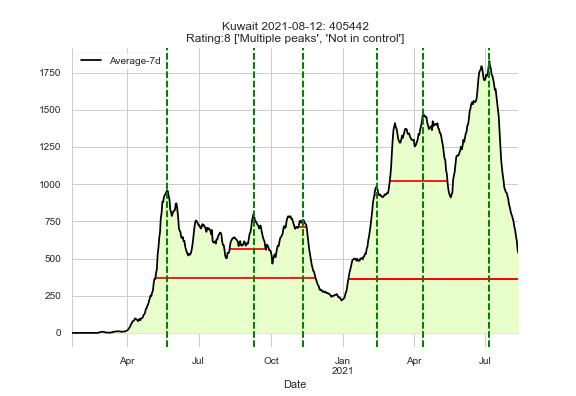 Kuwait 2021-08-12: 405442
Rating:8 ['Multiple peaks', 'Not in control']
Average-7d
1750
1500
1250
1000
750
500
250
0
Apr
Jul
Oct
Jan
2021
Apr
Jul
Date